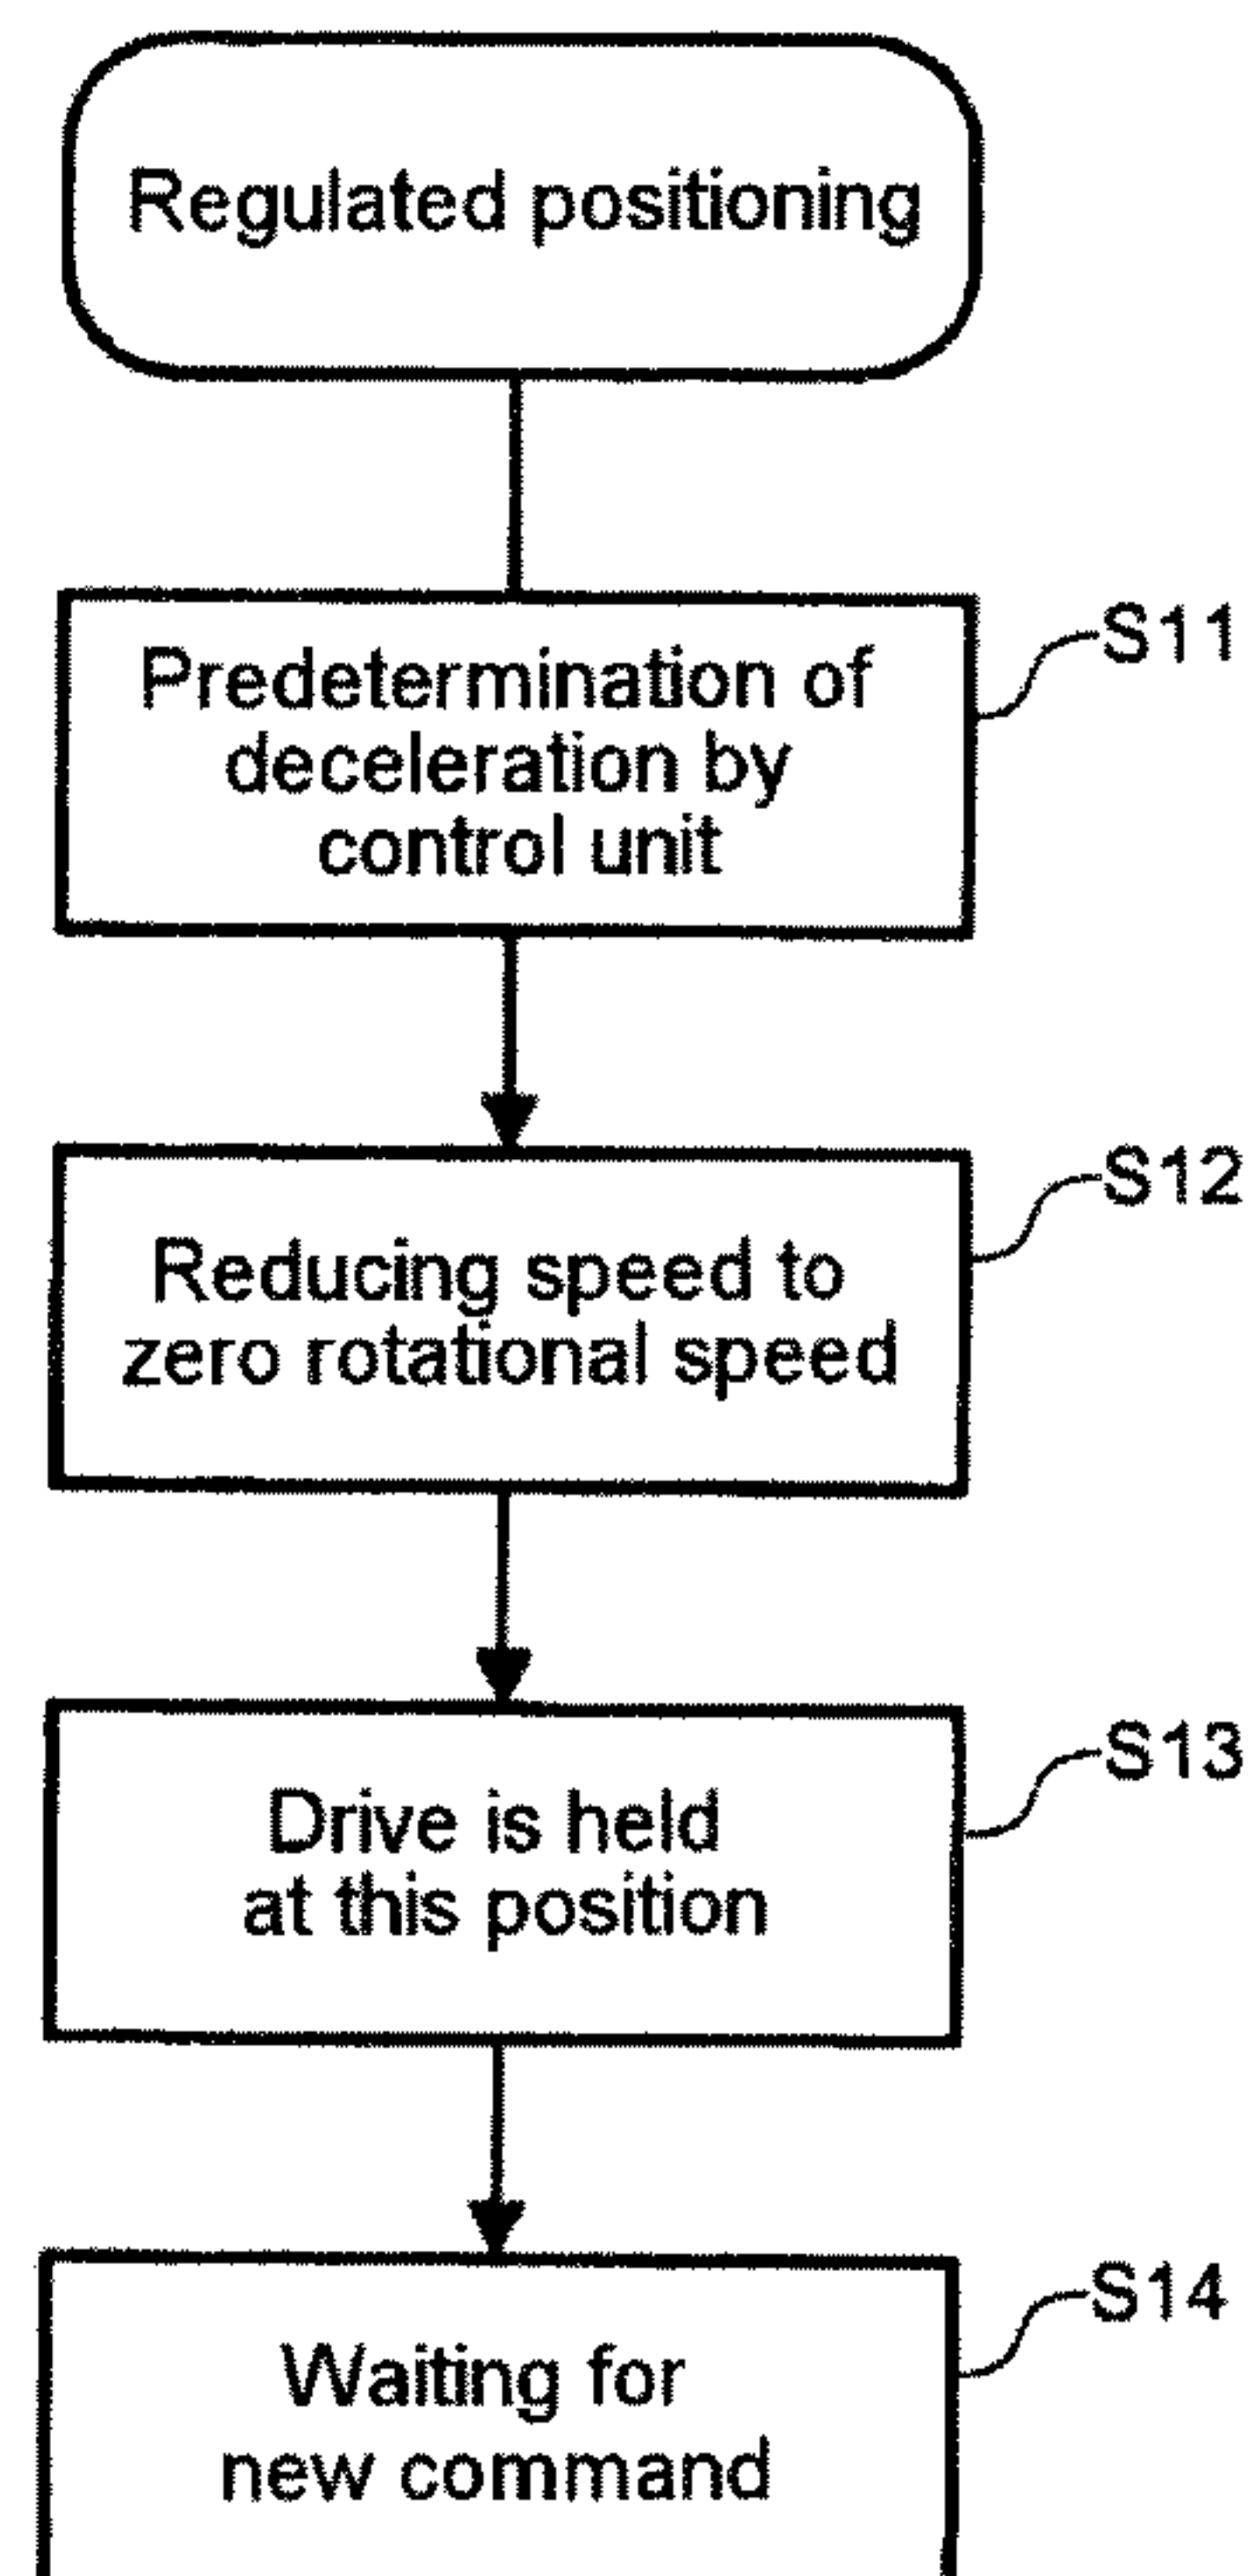 Regulated positioning
Predetermination of
deceleration by
control unit
S11
Reducing speed to
zero rotational speed
S12
Drive is held
at this position
S13
Waiting for
new command
S14